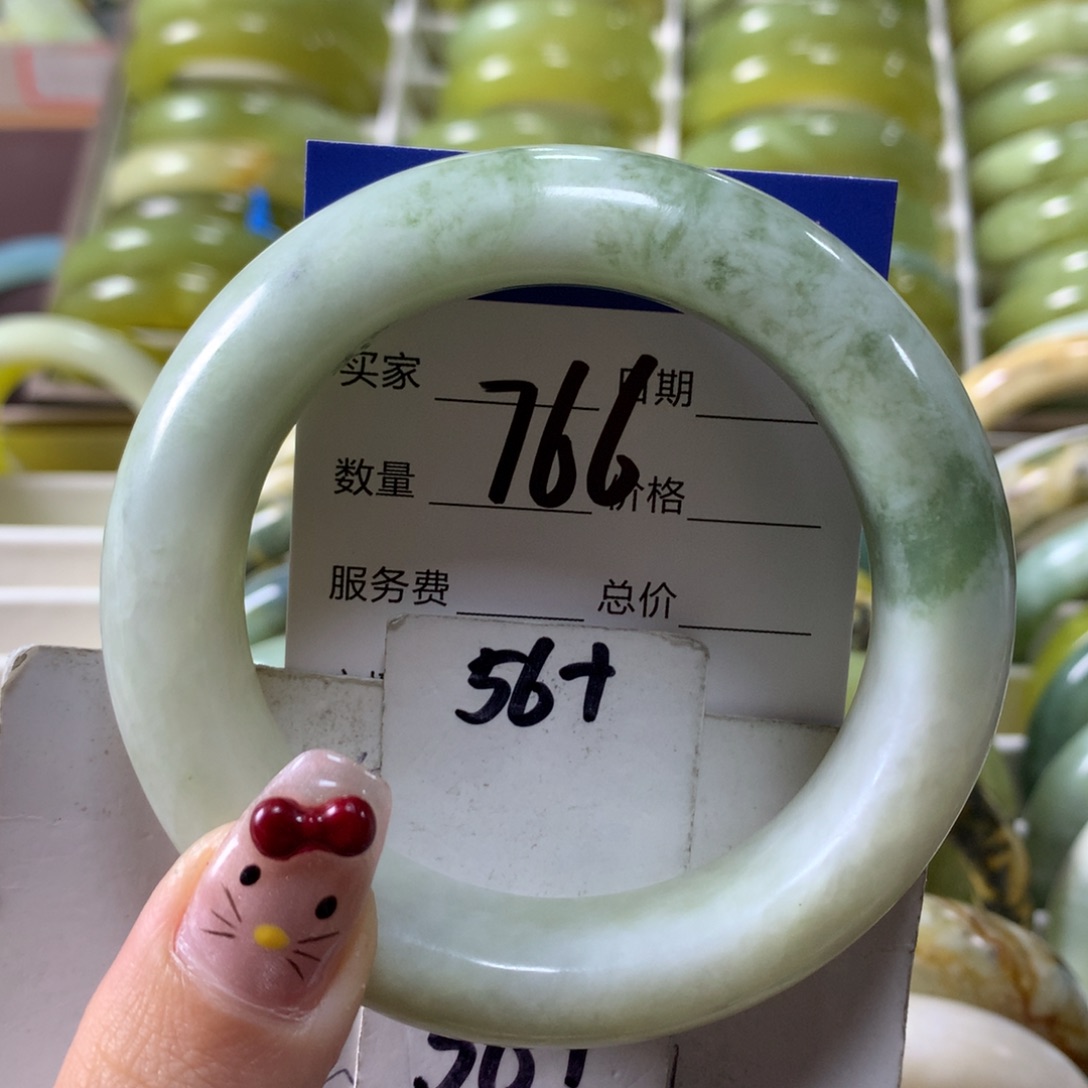 买家 日期
766
数量 价格
服务费 总价
56+